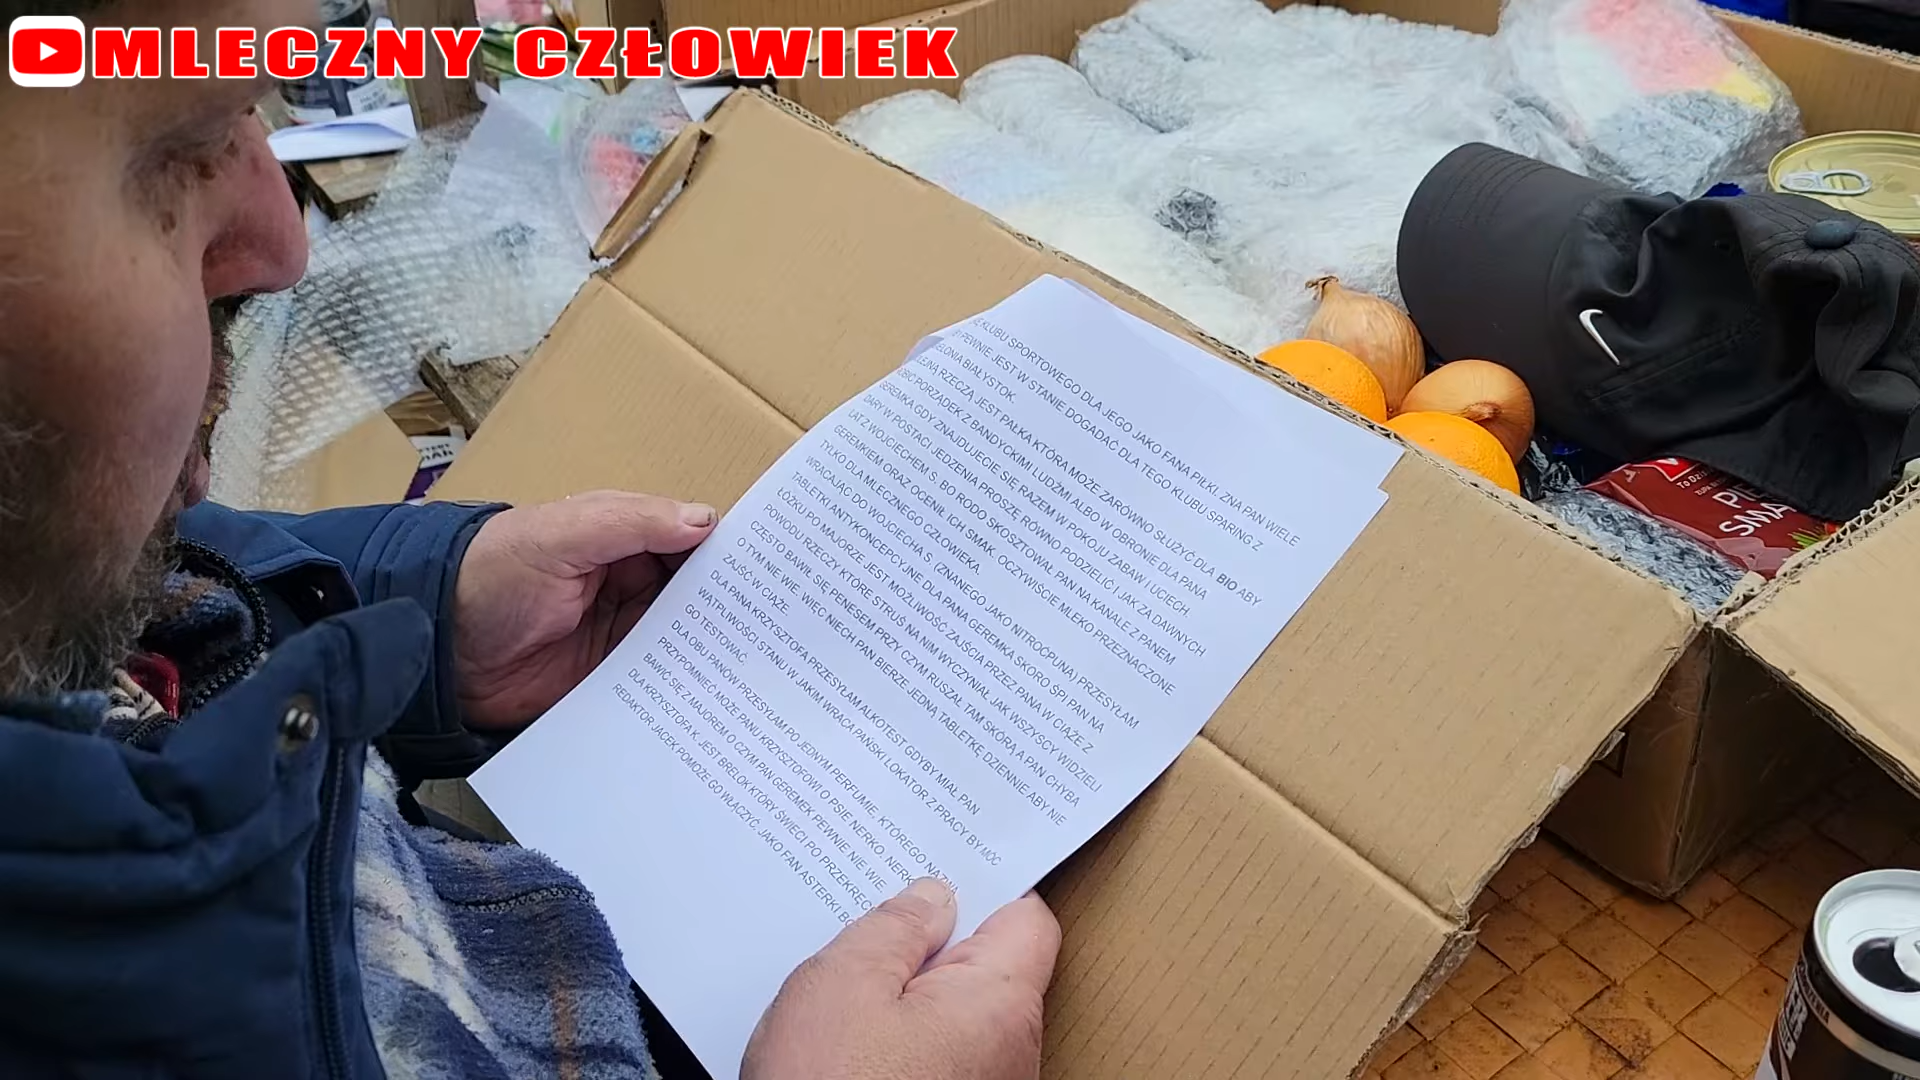 MLECZNY CZŁOWIEK
KLUBU SPORTOWEGO DLA JEGO JAKO FANA PIŁKI. ZNA PAN WIELE
PEWNIE JEST W STANIE DOGADAĆ DLA TEGO KLUBU SPARING Z
BIAŁYSTOK.
RZECZĄ JEST PAŁKA KTÓRA MOŻE ZARÓWNO SŁUŻYĆ DLA BIO ABY
PORZĄDEK Z BANDYCKIMI LUDŹMI ALBO W OBRONIE DLA PANA
GEREMKA GDY ZNAJDUJECIE SIĘ RAZEM W POKOJU ZABAW I UCIECH.
DARY W POSTACI JEDZENIA PROSZĘ RÓWNO PODZIELIĆ I JAK ZA DAWNYCH
LAT Z WOJCIECHEM S. BO RODO SKOSZTOWAŁ PAN NA KANALE Z PANEM
GEREMKIEM ORAZ OCENIŁ ICH SMAK. OCZYWIŚCIE MLEKO PRZEZNACZONE
TYLKO DLA MLECZNEGO CZŁOWIEKA.
WRACAJĄC DO WOJCIECHA S. (ZNANEGO JAKO NITROĆPUNA) PRZESYŁAM
TABLETKI ANTYKONCEPCYJNE DLA PANA GEREMKA SKORO ŚPI PAN NA
ŁÓŻKU PO MAJORZE JEST MOŻLIWOŚĆ ZAJŚCIA PRZEZ PANA W CIĄŻE Z
POWODU RZECZY KTÓRE STRUŚ NA NIM WYCZYNIAŁ JAK WSZYSCY WIDZIELI
CZĘSTO BAWIŁ SIĘ PENESEM PRZY CZYM RUSZAŁ TAM SKÓRĄ A PAN CHYBA
O TYM NIE WIE. WIĘC NIECH PAN BIERZE JEDNĄ TABLETKĘ DZIENNIE ABY NIE
ZAJŚĆ W CIĄŻE.
DLA PANA KRZYSZTOFA PRZESYŁAM ALKOTEST GDYBY MIAŁ PAN
WĄTPLIWOŚCI STANU W JAKIM WRACA PAŃSKI LOKATOR Z PRACY BY MÓC
GO TESTOWAĆ.
DLA OBU PANÓW PRZESYŁAM PO JEDNYM PERFUMIE, KTÓREGO NAZWA
PRZYPOMNIEĆ MOŻE PANU KRZYSZTOFOWI O PSIE NERKO.
BAWIĆ SIĘ Z MAJOREM O CZYM PAN GEREMEK PEWNIE NIE WIE.
DLA KRZYSZTOFA K. JEST BRELOK KTÓRY ŚWIECI PO
REDAKTOR JACEK POMOŻE GO WŁĄCZYĆ. JAKO FAN ASTERKI